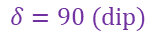 δ = 90 (dip)